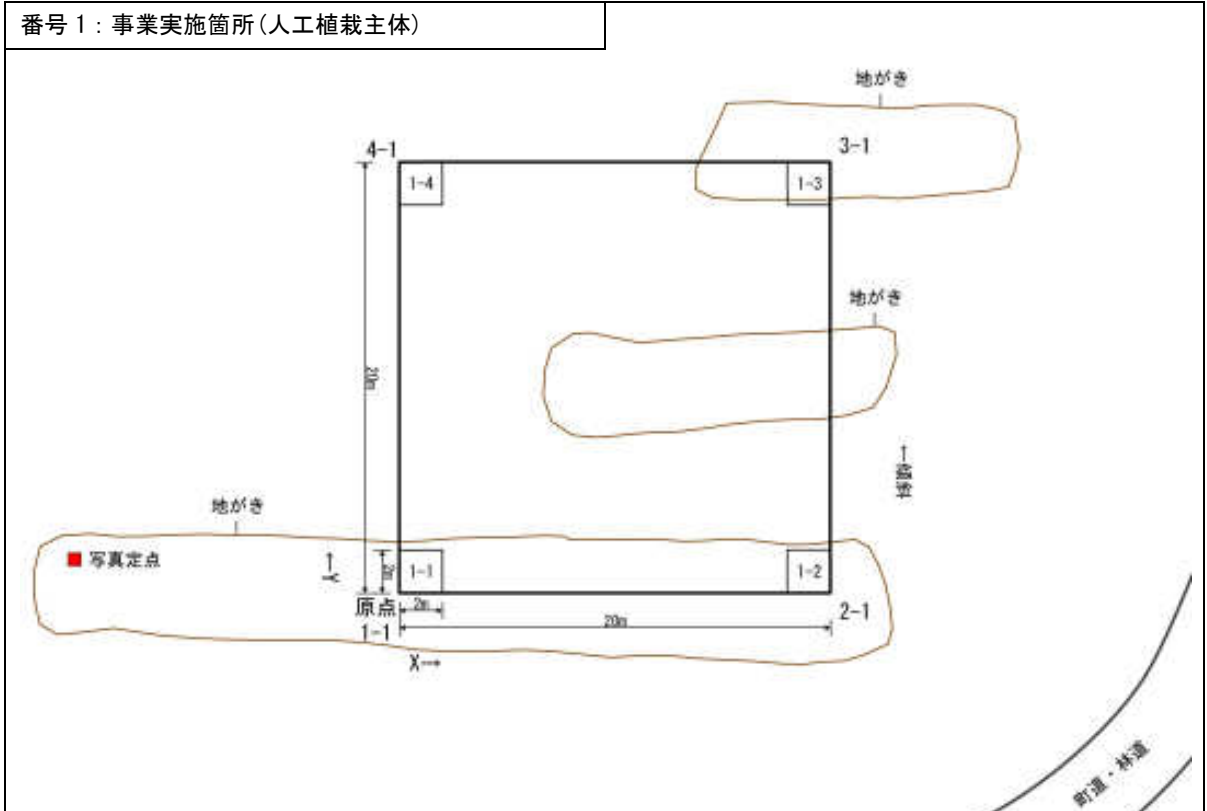 番号1：事業実施箇所(人工植栽主体)
地がき
4-1
3-1
1-4
1-3
地がき
20m
←傾斜
地がき
写真定点
←Y
2m
1-1
1-2
原点
2m
20m
2-1
1-1
X→
町道・林道